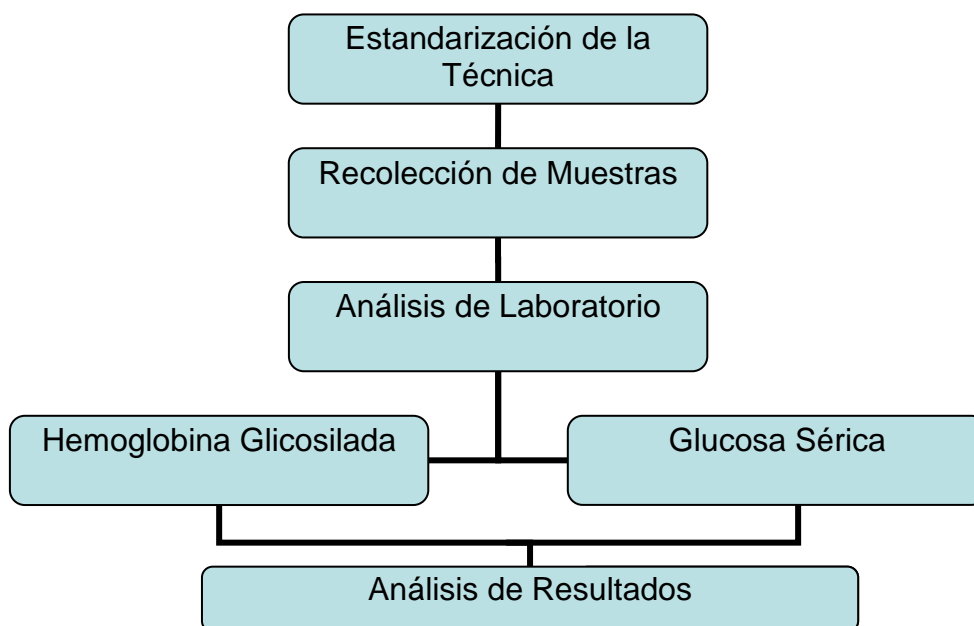 Estandarización de la
Técnica
Recolección de Muestras
Análisis de Laboratorio
Hemoglobina Glicosilada
Glucosa Sérica
Análisis de Resultados